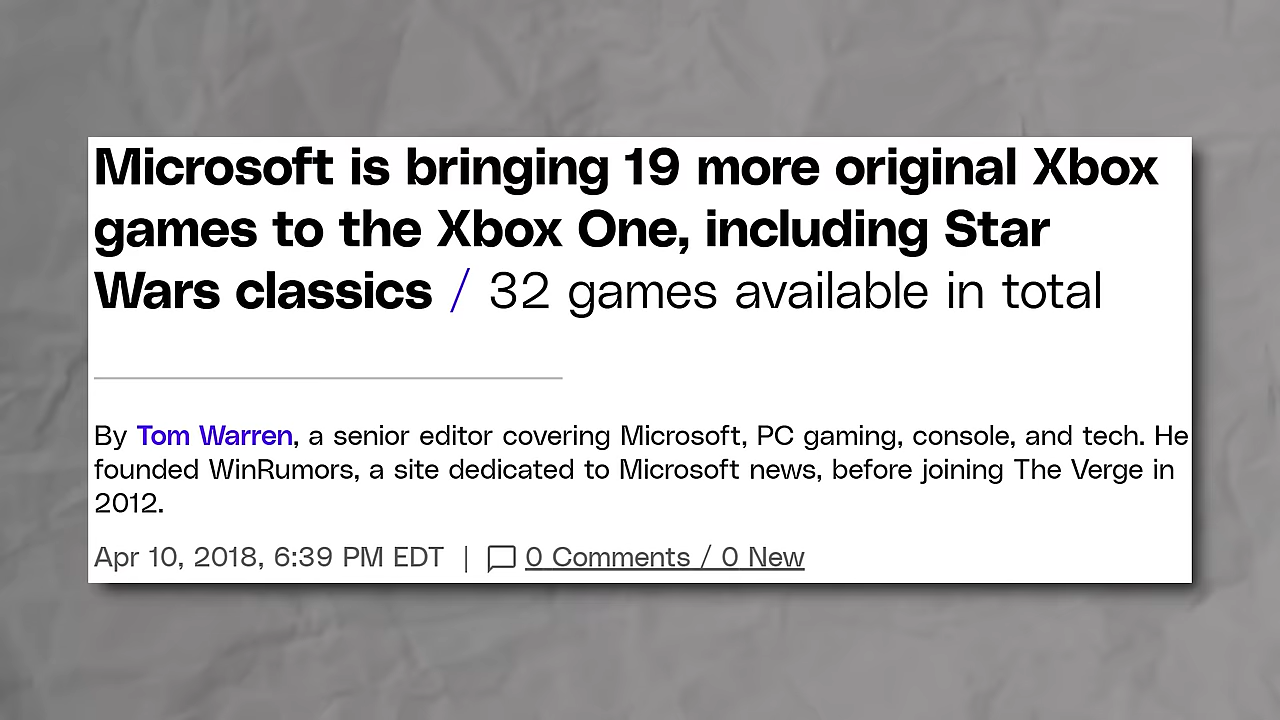 Microsoft is bringing 19 more original Xbox
games to the Xbox One, including Star
Wars classics / 32 games available in total
By Tom Warren, a senior editor covering Microsoft, PC gaming, console, and tech. He
founded WinRumors, a site dedicated to Microsoft news, before joining The Verge in
2012.
Apr 10, 2018, 6:39 PM EDT | 0 Comments / 0 New